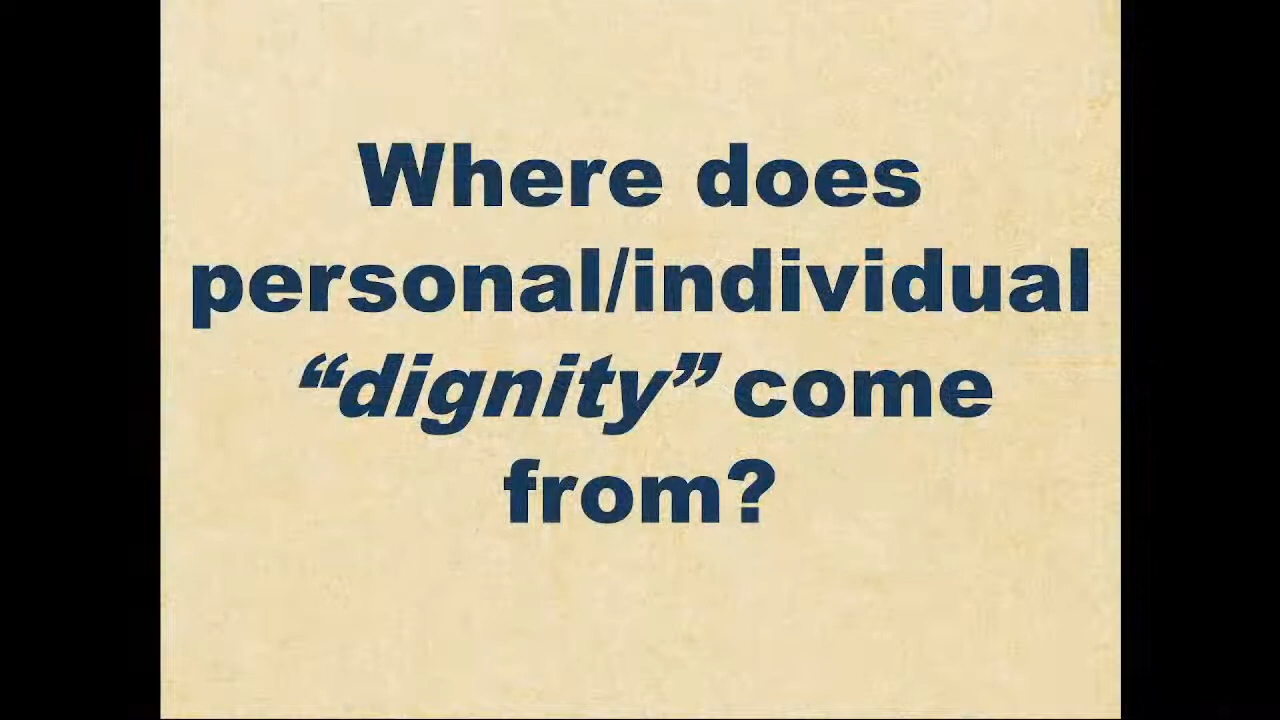 Where does
personal/individual
“dignity” come
from?